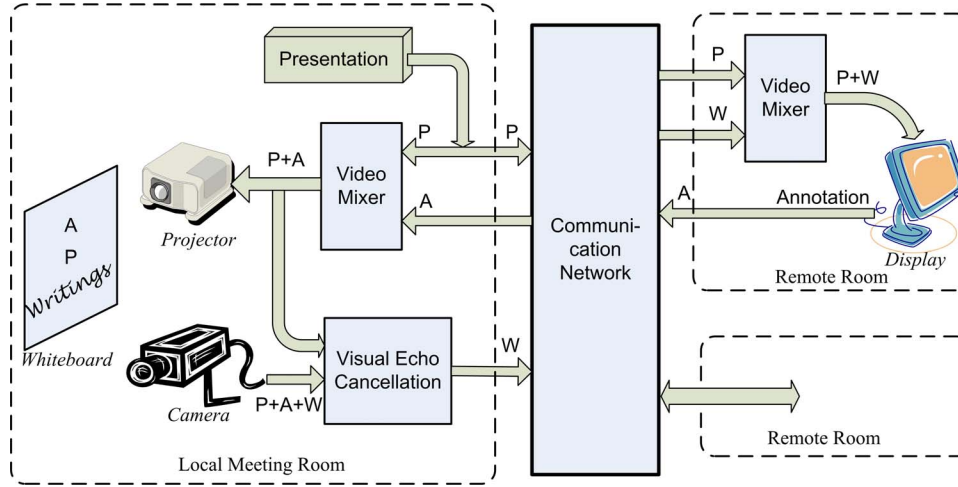 Presentation
P
P
P+A
Video
Mixer
A
Projector
A
P
Writings
Whiteboard
Camera
P+A+W
Visual Echo
Cancellation
W
Local Meeting Room
Communi-
cation
Network
P
W
Video
Mixer
P+W
A
Annotation
Display
Remote Room
Remote Room